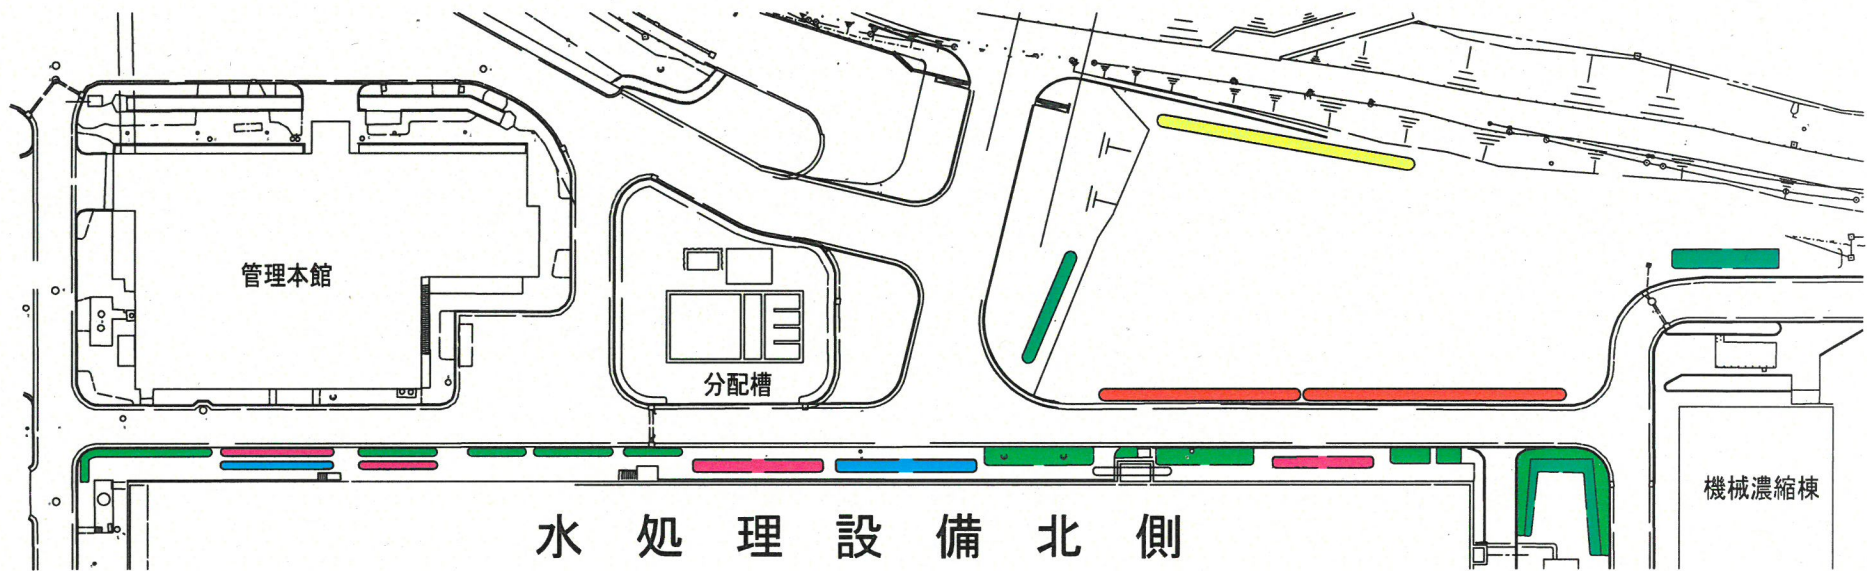 管理本館
分配槽
機械濃縮棟
水処理設備北側